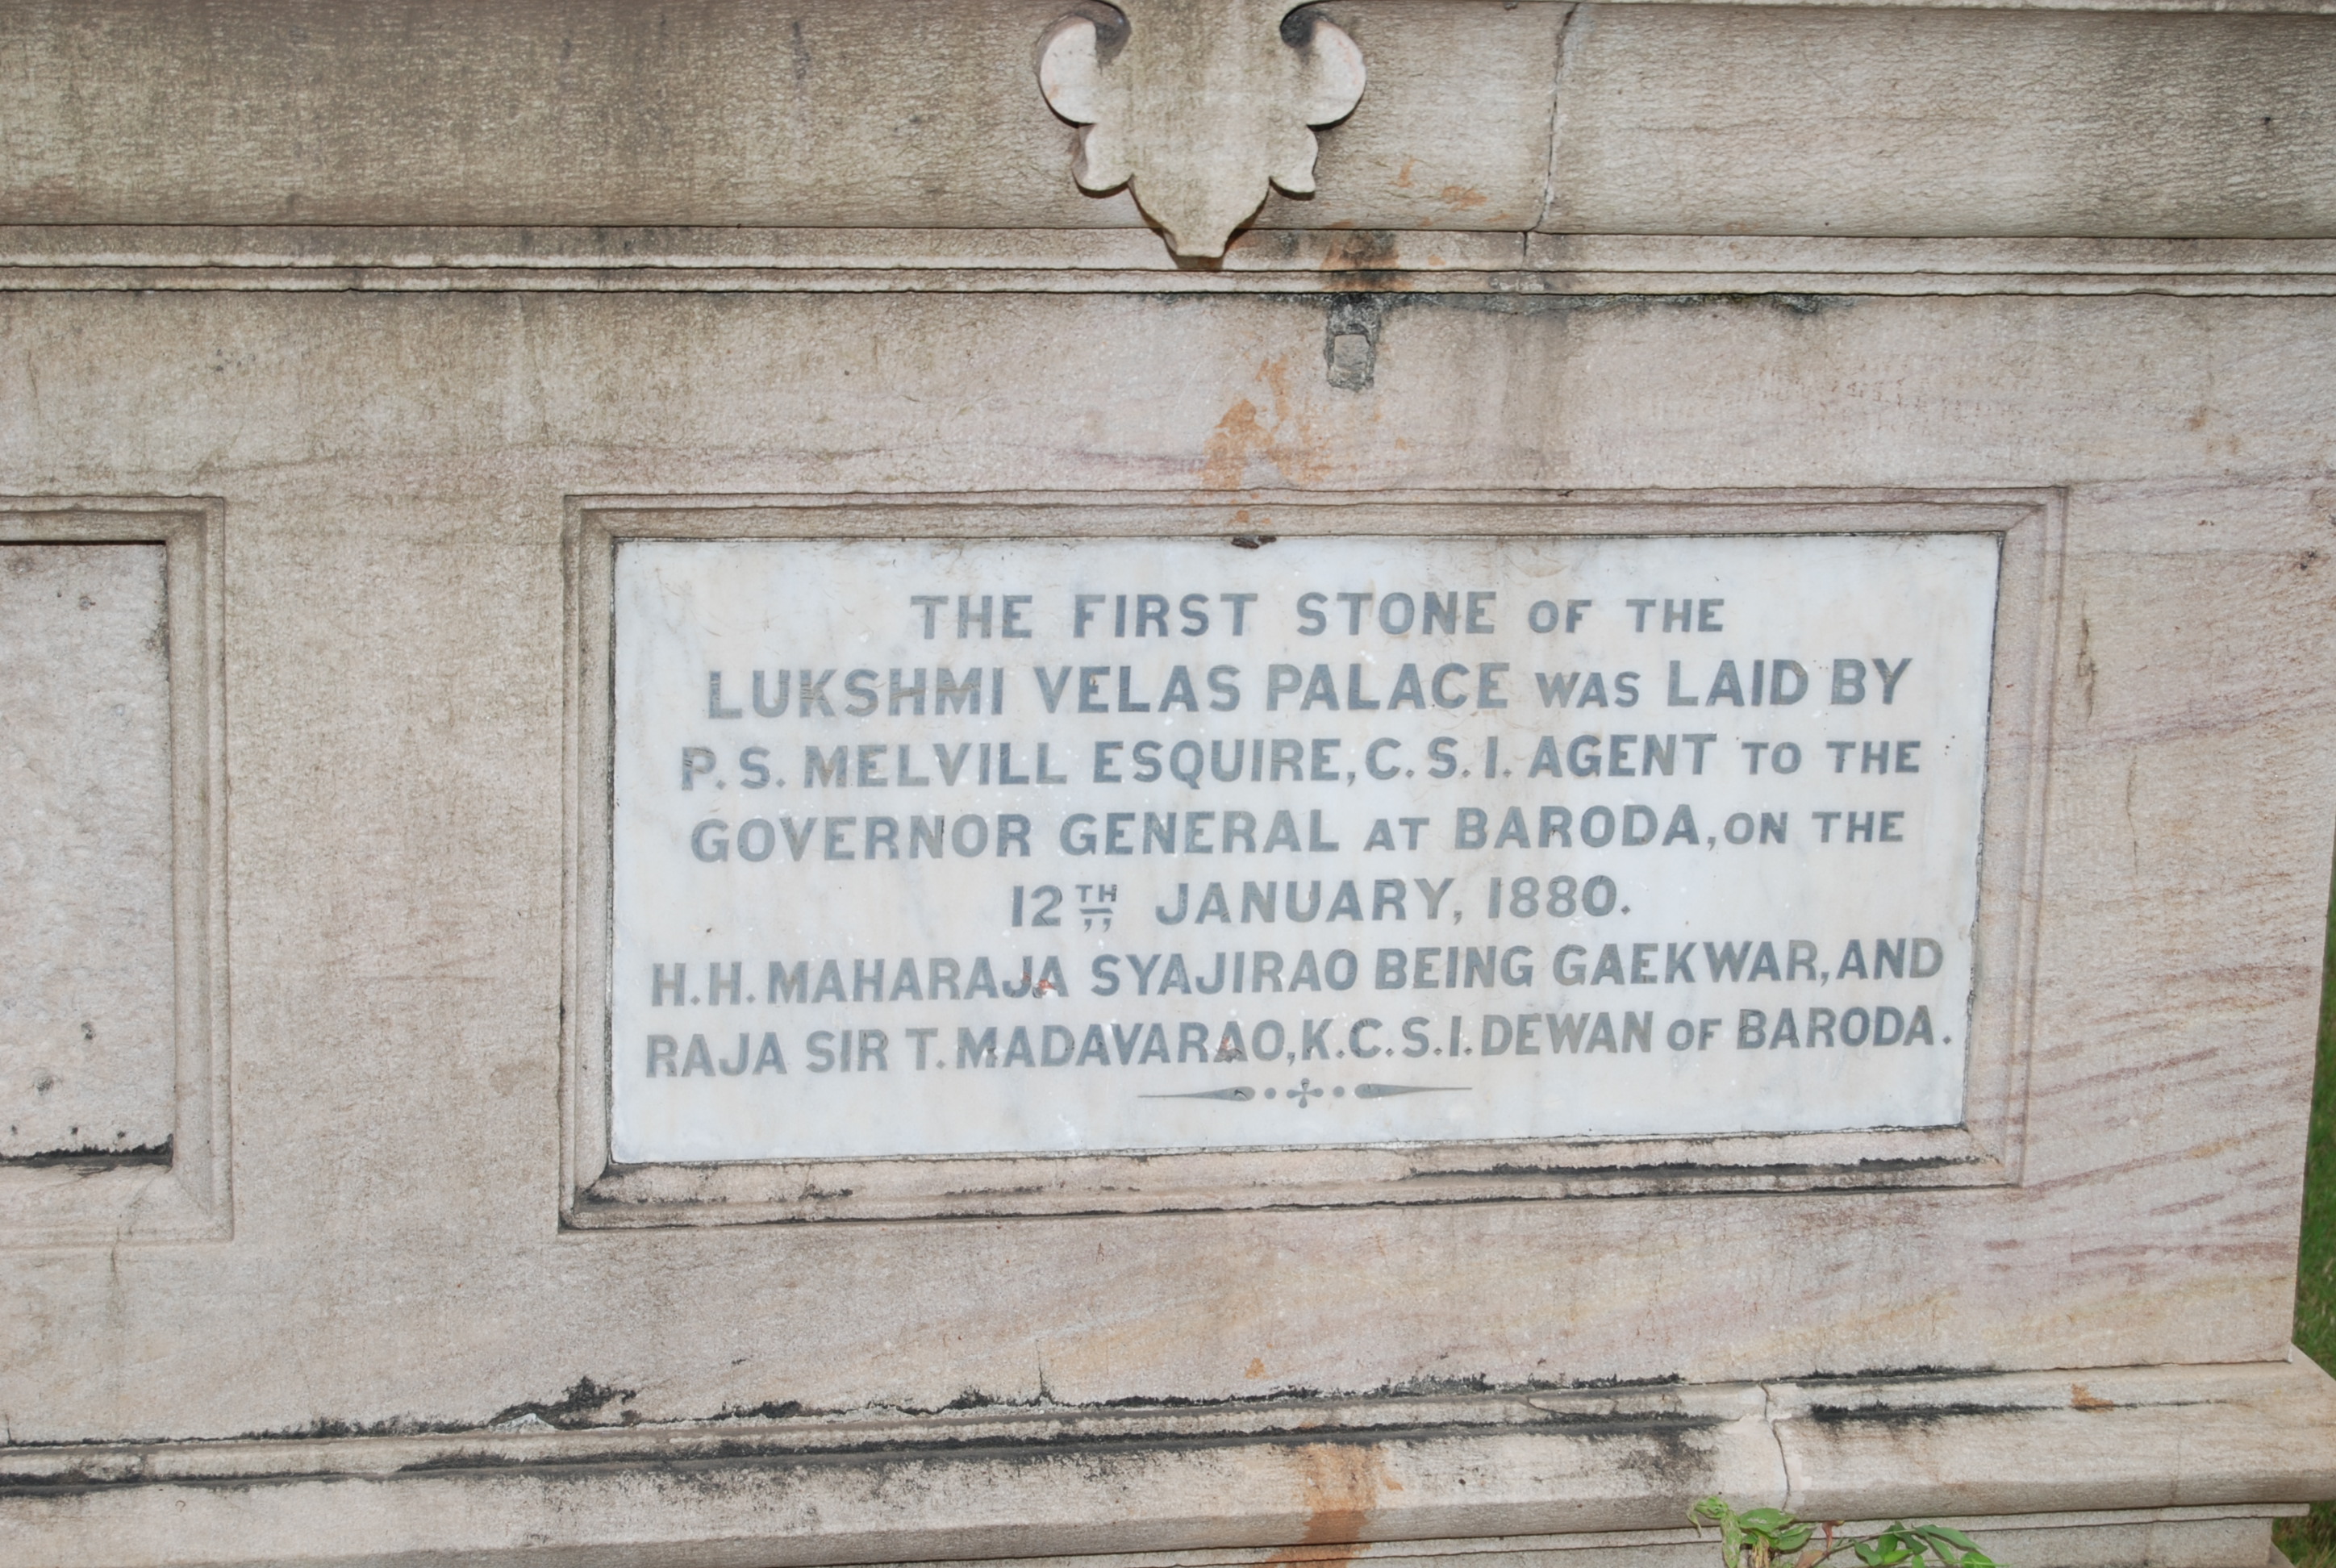 THE FIRST STONE OF THE
LUKSHMI VELAS PALACE WAS LAID BY
P. S. MELVILL ESQUIRE, C. S. I. AGENT TO THE
GOVERNOR GENERAL AT BARODA, ON THE
12TH JANUARY, 1880.
H. H. MAHARAJA SYAJIRAO BEING GAEKWAR, AND
RAJA SIR T. MADAVARAO, K.C.S.I. DEWAN OF BARODA.